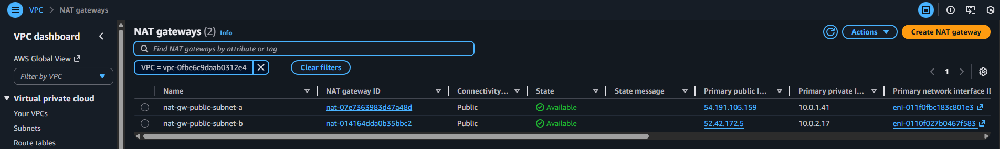 VPC > NAT gateways
VPC dashboard
AWS Global View
Filter by VPC
Virtual private cloud
Your VPCs
Subnets
Route tables
NAT gateways (2) Info
Actions
Create NAT gateway
Find NAT gateways by attribute or tag
VPC = vpc-0fbe6c9daab0312e4
Clear filters
1
Name NAT gateway ID Connectivity... State State message Primary public I... Primary private I... Primary network interface ID
nat-gw-public-subnet-a nat-07e7363983d47a48d Public Available – 54.191.105.159 10.0.1.41 eni-011f0fbc183c801e3
nat-gw-public-subnet-b nat-014164dda0b35bbc2 Public Available – 52.42.172.5 10.0.2.17 eni-0110f027b0467f583